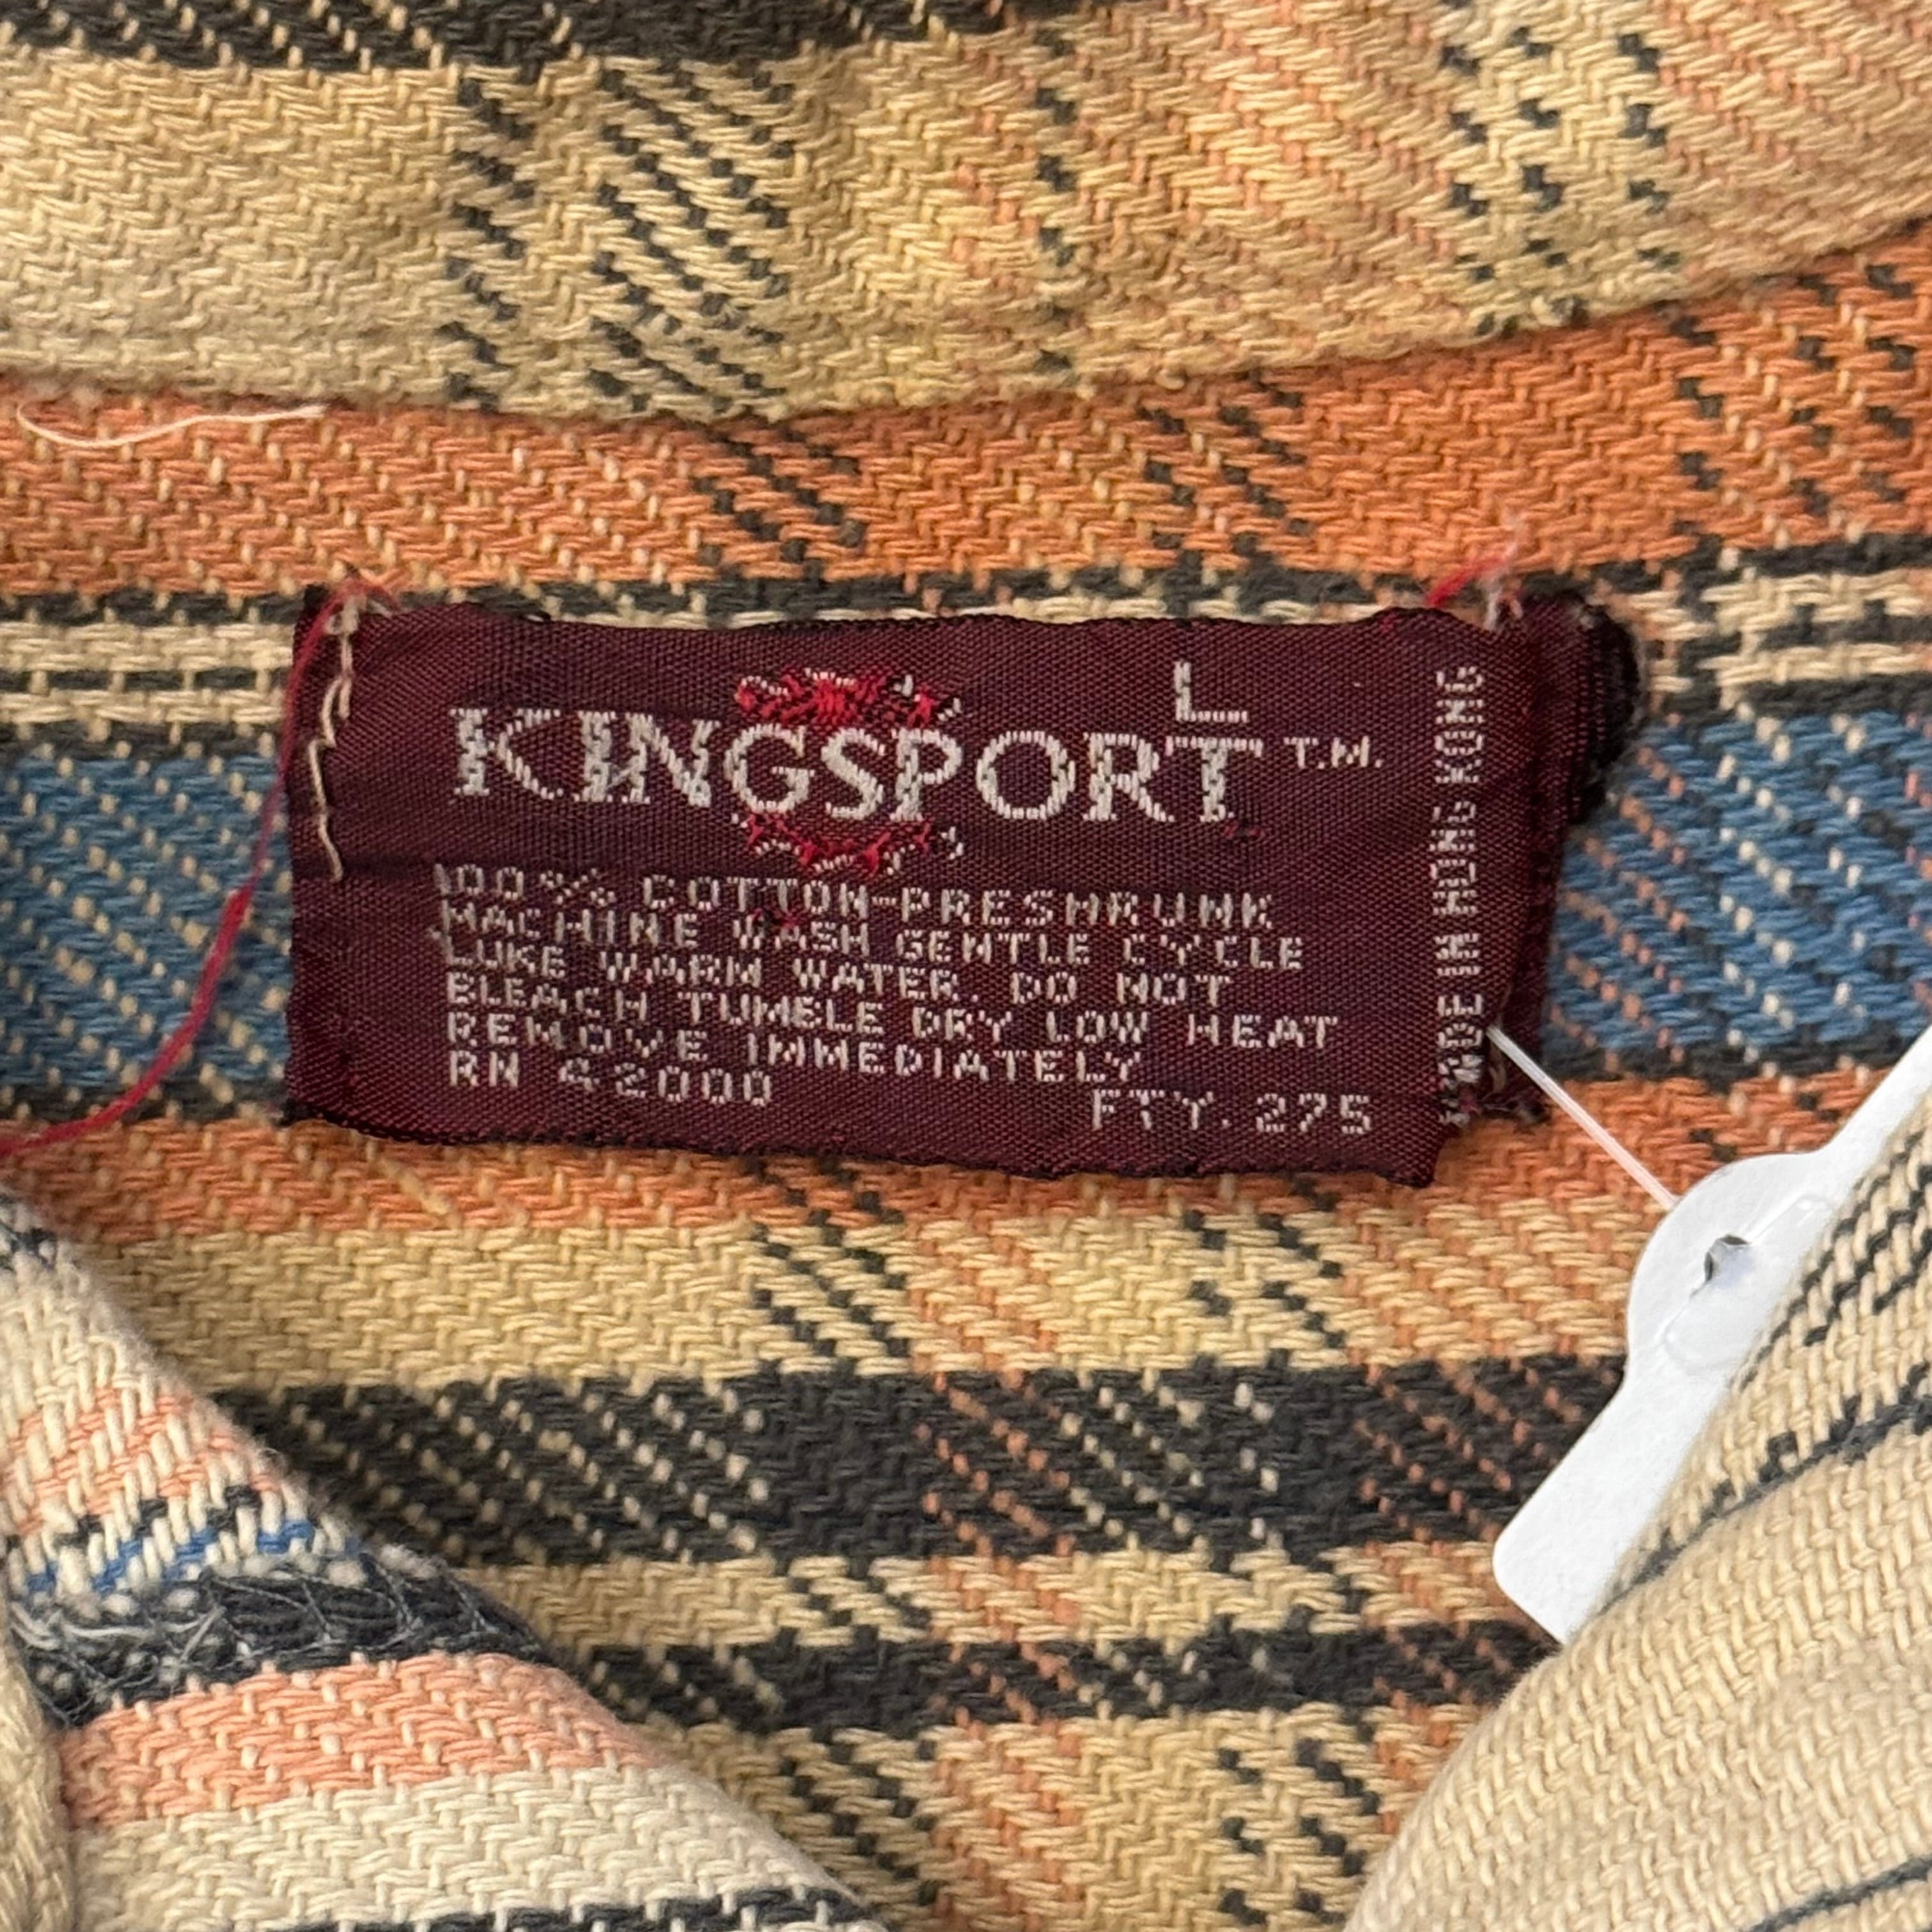 L
KINGSPORT T.M.
100% COTTON-PRESHRUNK
MACHINE WASH GENTLE CYCLE
LUKE WARM WATER. DO NOT
BLEACH TUMBLE DRY LOW HEAT
REMOVE IMMEDIATELY
RN 42000
FTY. 275
MADE IN HONG KONG